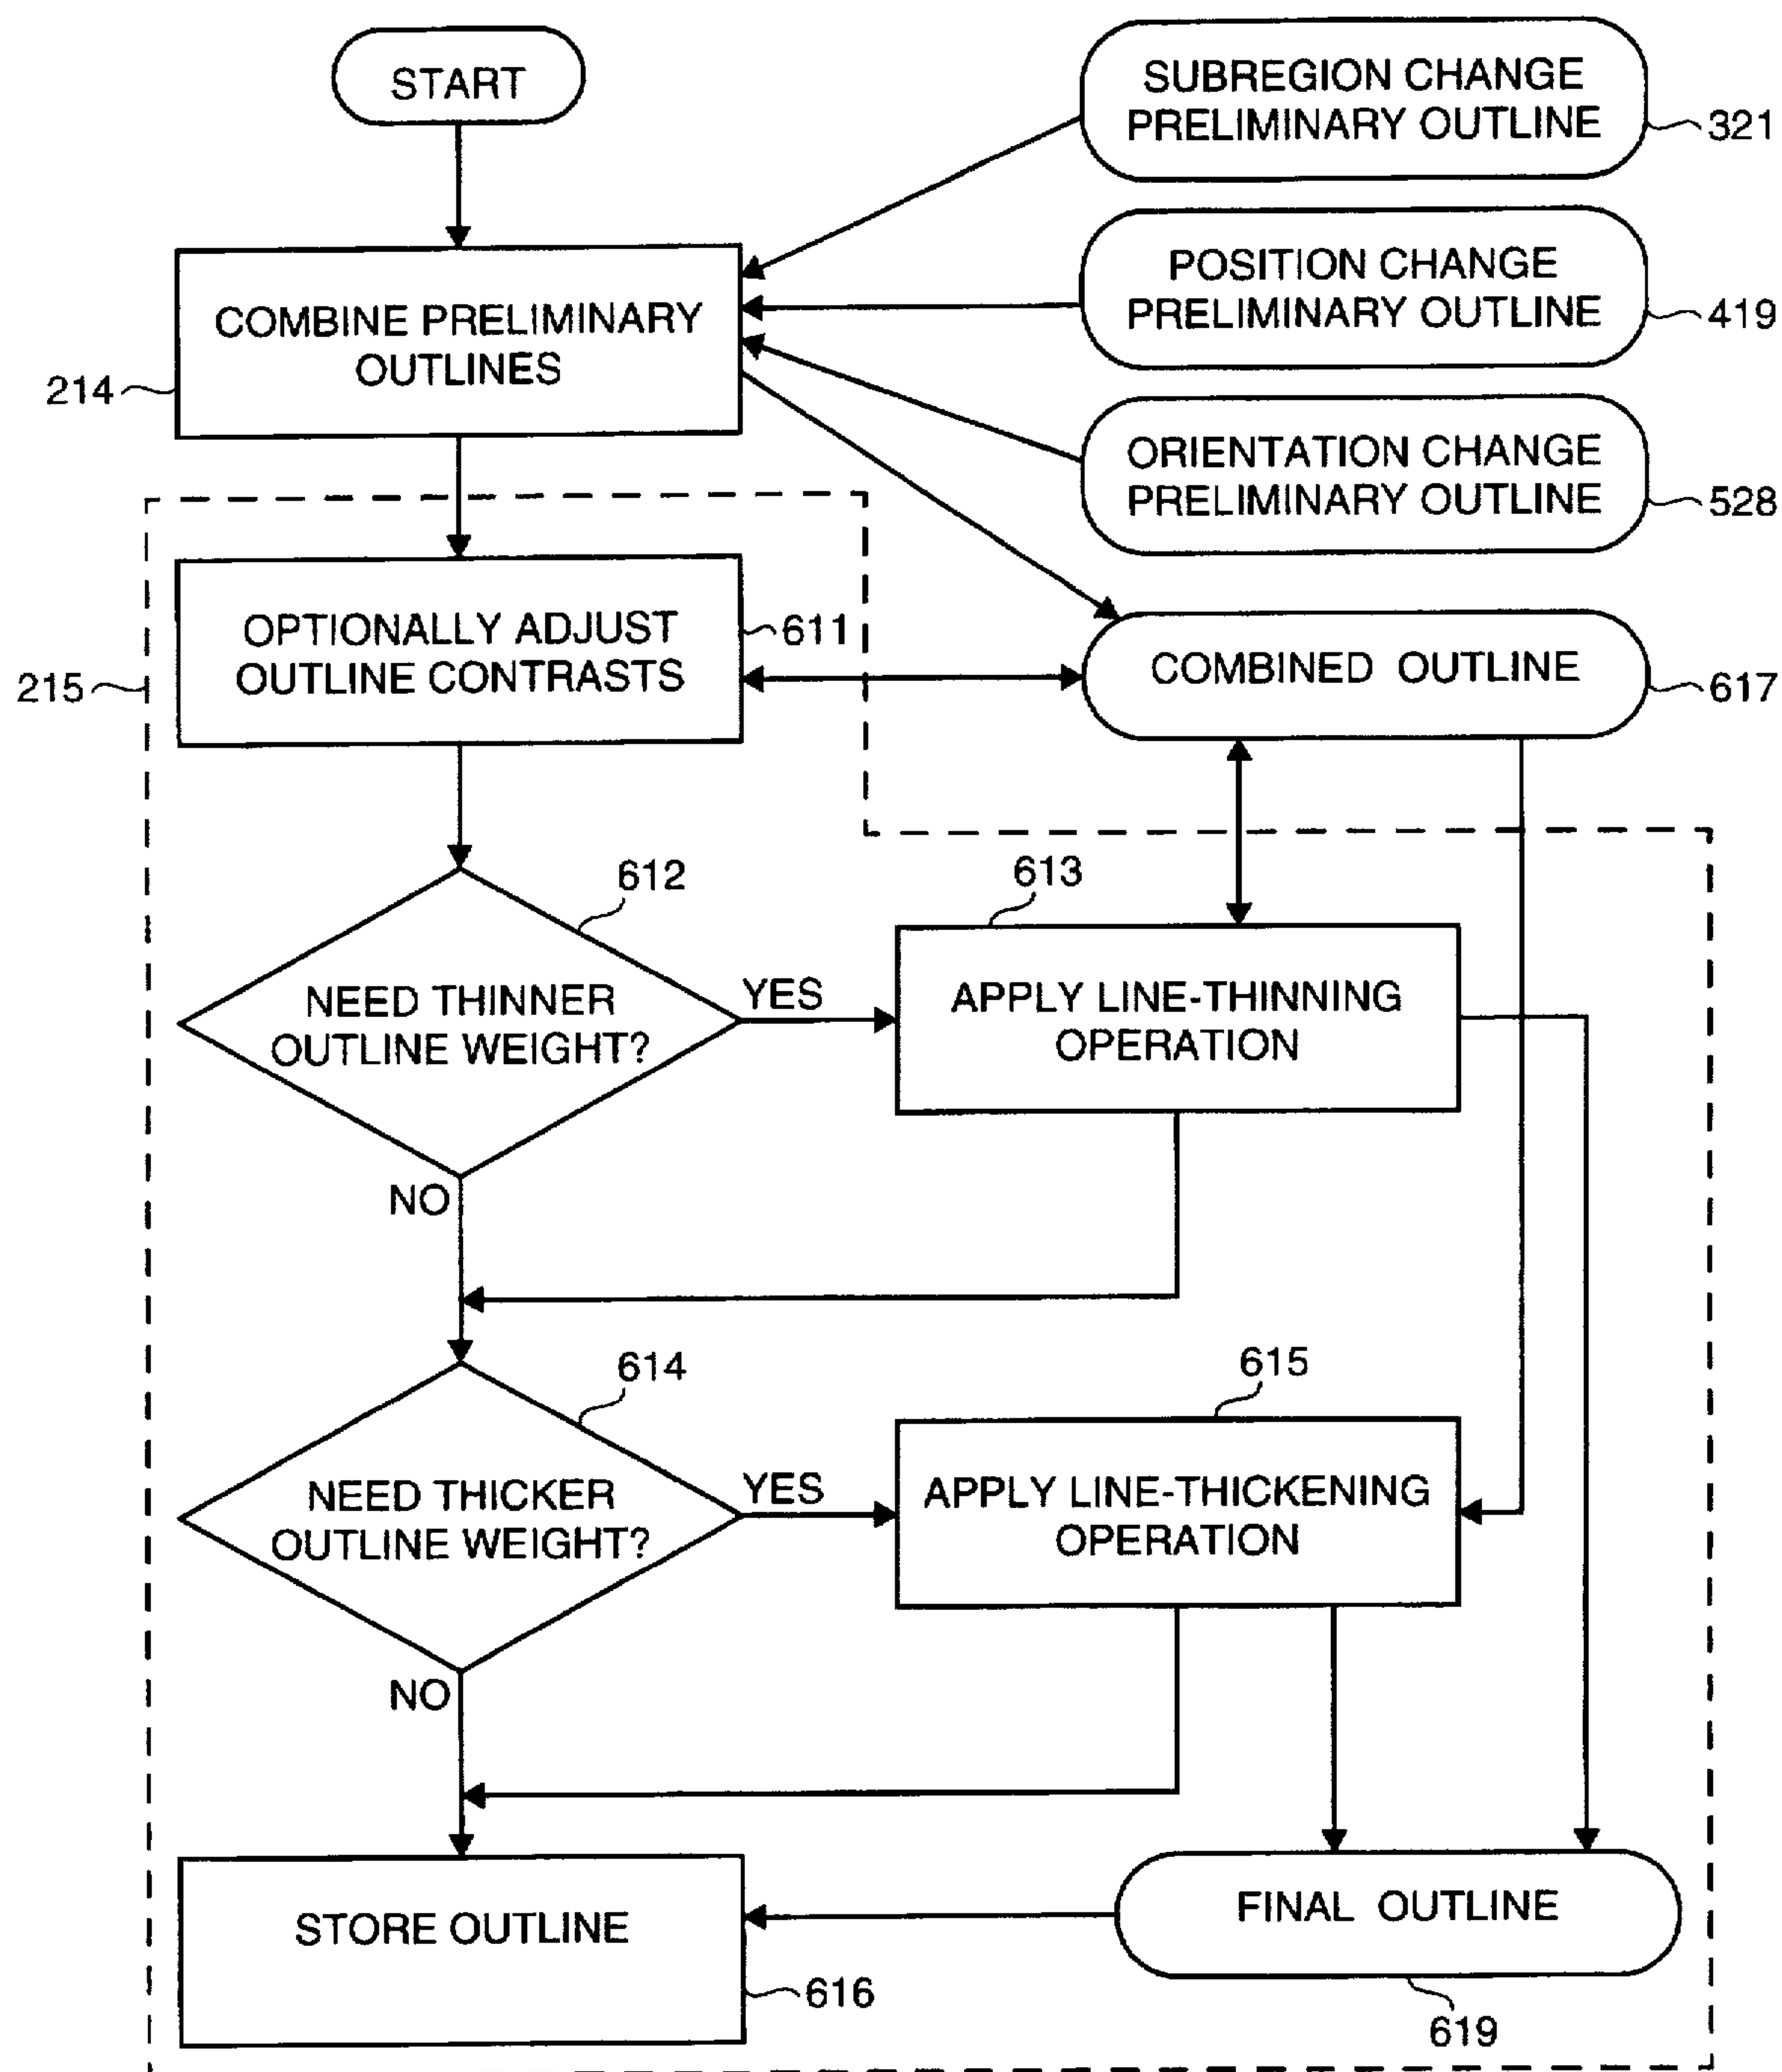 START
SUBREGION CHANGE
PRELIMINARY OUTLINE
321
POSITION CHANGE
PRELIMINARY OUTLINE
419
COMBINE PRELIMINARY
OUTLINES
214
ORIENTATION CHANGE
PRELIMINARY OUTLINE
528
OPTIONALLY ADJUST
OUTLINE CONTRASTS
611
215
COMBINED OUTLINE
617
612
NEED THINNER
OUTLINE WEIGHT?
YES
NO
613
APPLY LINE-THINNING
OPERATION
614
NEED THICKER
OUTLINE WEIGHT?
YES
NO
615
APPLY LINE-THICKENING
OPERATION
STORE OUTLINE
616
FINAL OUTLINE
619